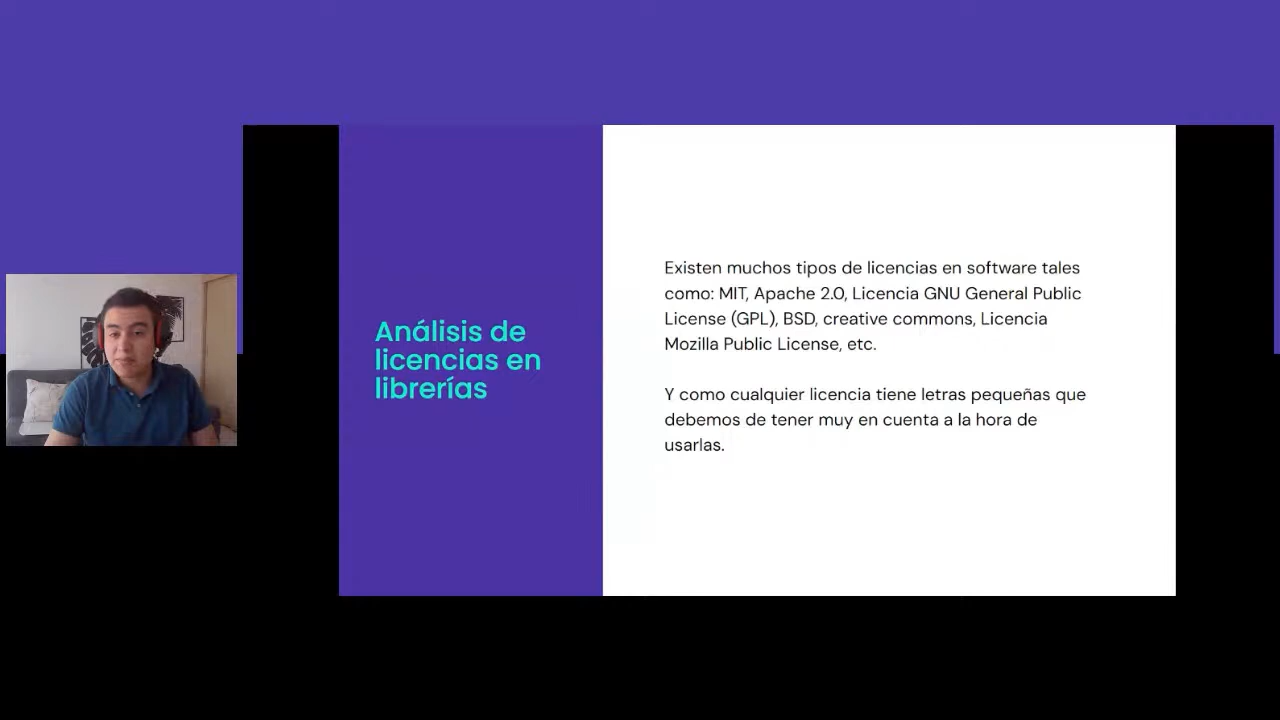 Análisis de
licencias en
librerías
Existen muchos tipos de licencias en software tales
como: MIT, Apache 2.0, Licencia GNU General Public
License (GPL), BSD, creative commons, Licencia
Mozilla Public License, etc.
Y como cualquier licencia tiene letras pequeñas que
debemos de tener muy en cuenta a la hora de
usarlas.